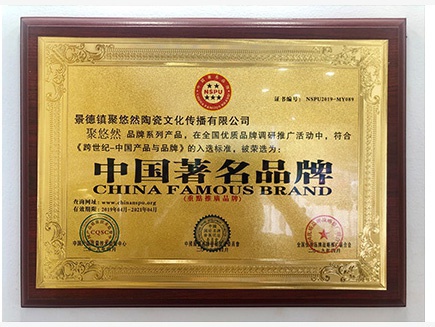 NSPU
证书编号：NSPU2019-MY089
景德镇聚悠然陶瓷文化传播有限公司
聚悠然 品牌系列产品，在全国优质品牌调研推广活动中，符合
《跨世纪-中国产品与品牌》的入选标准，被荣选为：
中国著名品牌
CHINA FAMOUS BRAND
(重點推廣品牌)
查询网址：www.chinanspo.org
有效期限：2019年04月-2021年04月
CQSC